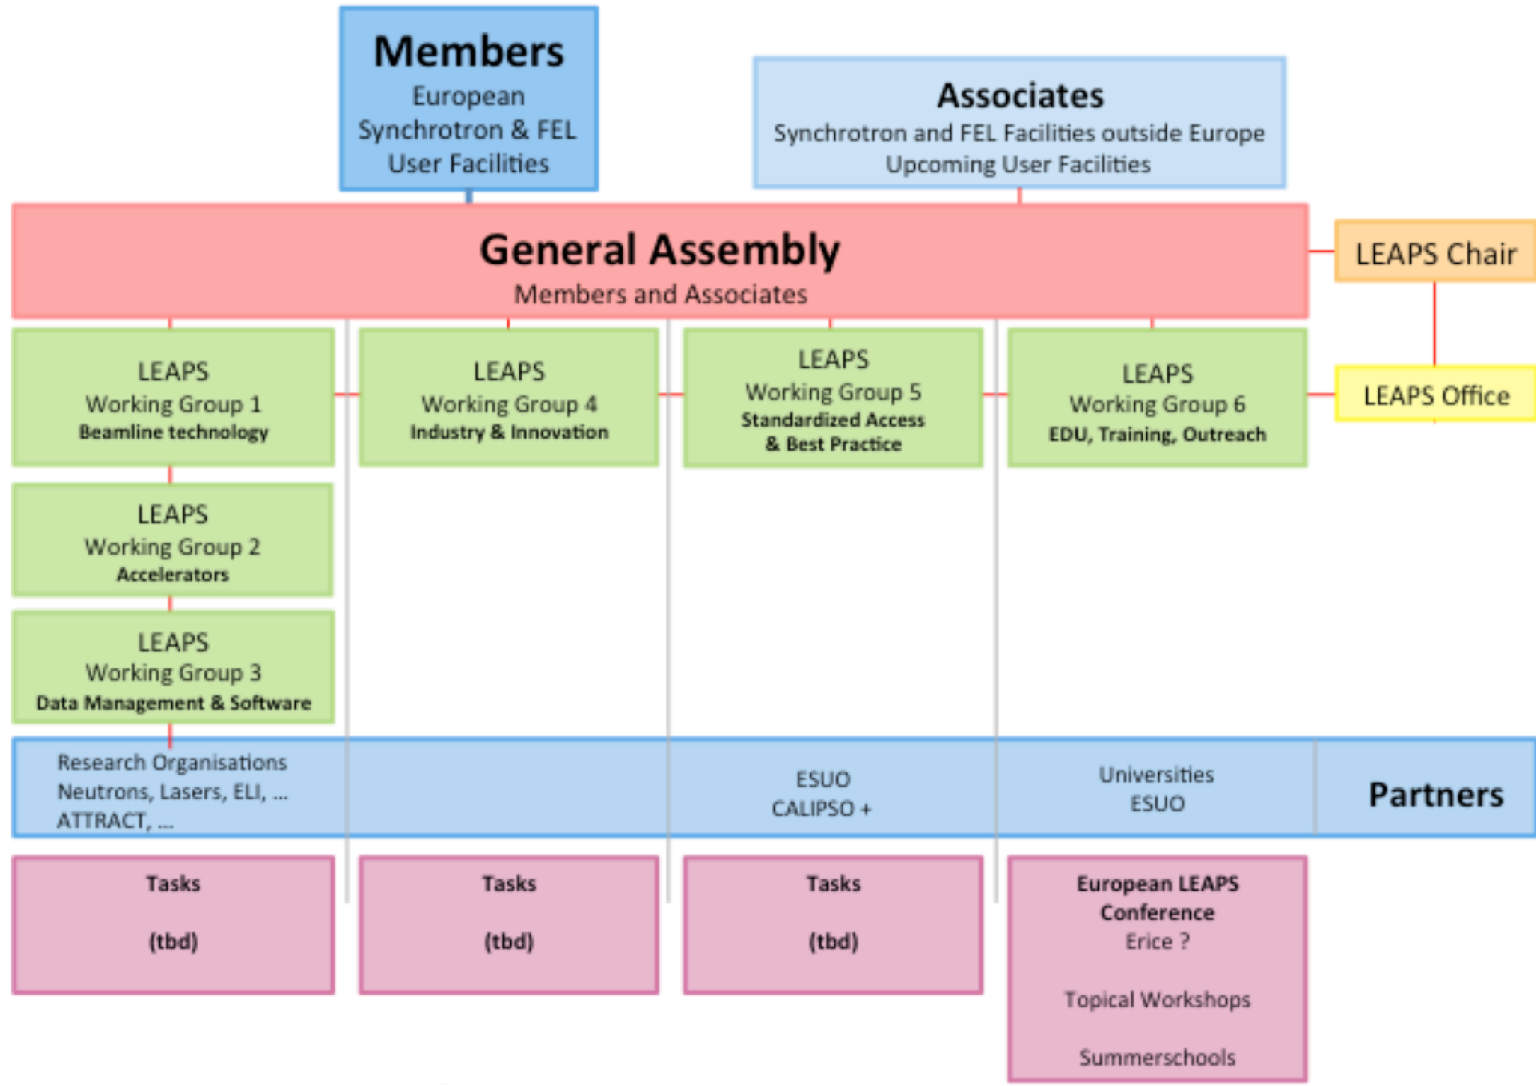 Members
European
Synchrotron & FEL
User Facilities
Associates
Synchrotron and FEL Facilities outside Europe
Upcoming User Facilities
General Assembly
Members and Associates
LEAPS Chair
LEAPS
Working Group 1
Beamline technology
LEAPS
Working Group 4
Industry & Innovation
LEAPS
Working Group 5
Standardized Access
& Best Practice
LEAPS
Working Group 6
EDU, Training, Outreach
LEAPS Office
LEAPS
Working Group 2
Accelerators
LEAPS
Working Group 3
Data Management & Software
Research Organisations
Neutrons, Lasers, ELI, ...
ATTRACT, ...
ESUO
CALIPSO +
Universities
ESUO
Partners
Tasks
(tbd)
Tasks
(tbd)
Tasks
(tbd)
European LEAPS
Conference
Erice ?
Topical Workshops
Summerschools